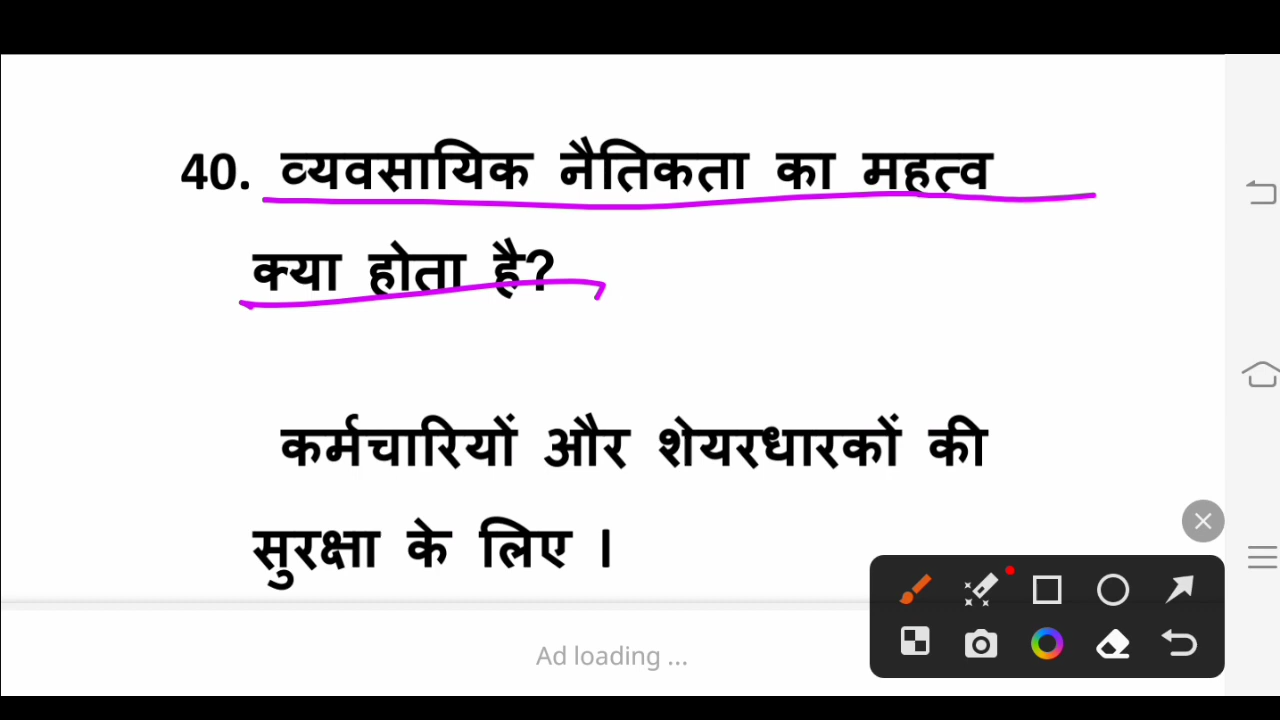 40. व्यवसायिक नैतिकता का महत्व
क्या होता है?
कर्मचारियों और शेयरधारकों की
सुरक्षा के लिए ।
Ad loading ...